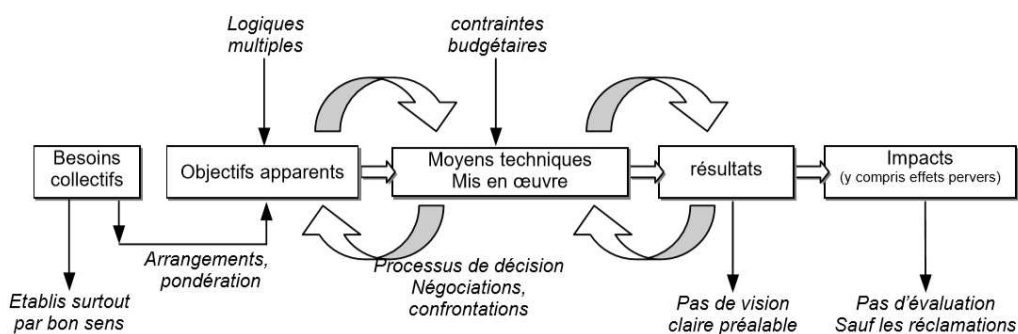 Logiques
multiples
contraintes
budgétaires
Besoins
collectifs
Objectifs apparents
Moyens techniques
Mis en œuvre
résultats
Impacts
(y compris effets pervers)
Arrangements,
pondération
Processus de décision
Négociations,
confrontations
Etablis surtout
par bon sens
Pas de vision
claire préalable
Pas d’évaluation
Sauf les réclamations